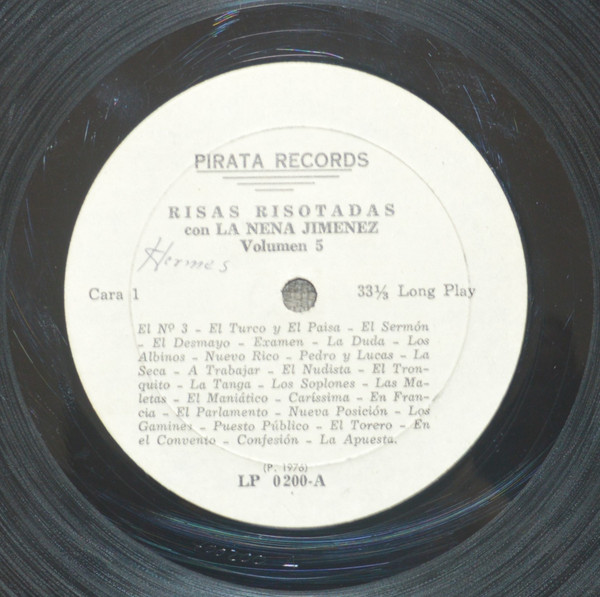 PIRATA RECORDS
RISAS RISOTADAS
con LA NENA JIMENEZ
Volumen 5
Hermes
Cara 1
33⅓ Long Play
El Nº 3 - El Turco y El Paisa - El Sermón
- El Desmayo - Examen - La Duda - Los
Albinos - Nuevo Rico - Pedro y Lucas - La
Seca - A Trabajar - El Nudista - El Tron-
quito - La Tanga - Los Soplones - Las Ma-
letas - El Maniático - Caríssima - En Fran-
cia - El Parlamento - Nueva Posición - Los
Gamines - Puesto Público - El Torero - En
el Convento - Confesión - La Apuesta.
(P. 1976)
LP 0200-A